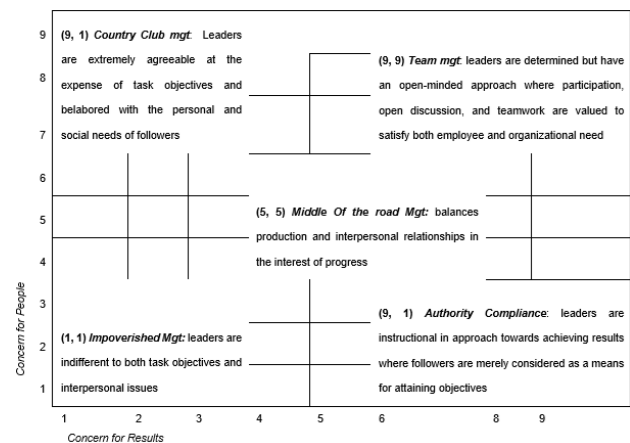 9
8
7
6
5
4
3
2
1
Concern for People
(9, 1) Country Club mgt: Leaders
are extremely agreeable at the
expense of task objectives and
belabored with the personal and
social needs of followers
(9, 9) Team mgt: leaders are determined but have
an open-minded approach where participation,
open discussion, and teamwork are valued to
satisfy both employee and organizational need
(5, 5) Middle Of the road Mgt: balances
production and interpersonal relationships in
the interest of progress
(1, 1) Impoverished Mgt: leaders are
indifferent to both task objectives and
interpersonal issues
(9, 1) Authority Compliance: leaders are
instructional in approach towards achieving results
where followers are merely considered as a means
for attaining objectives
1 2 3 4 5 6 8 9
Concern for Results